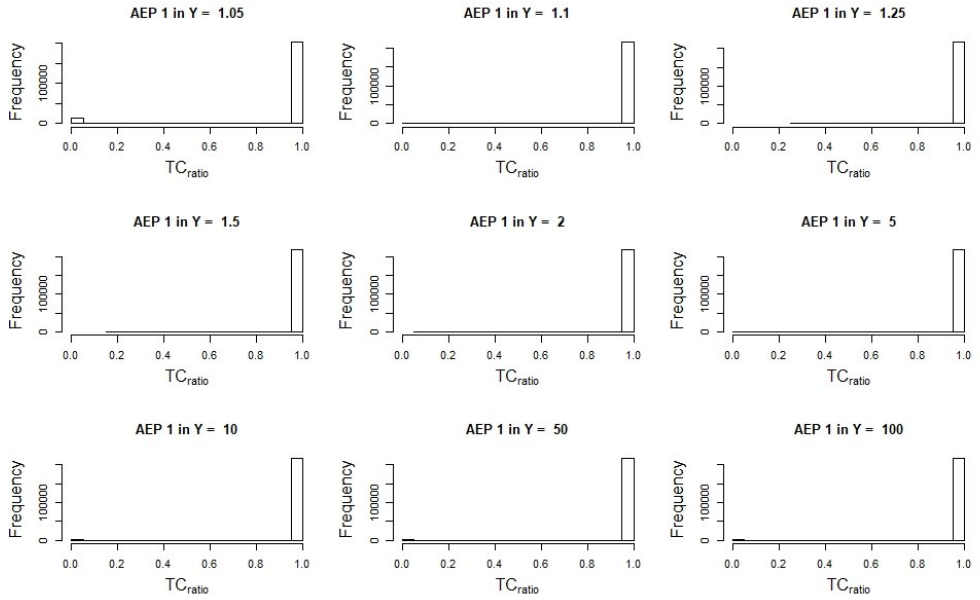 AEP 1 in Y = 1.05
Frequency
100000
0
0.0 0.2 0.4 0.6 0.8 1.0
TCratio
AEP 1 in Y = 1.1
Frequency
100000
0
0.0 0.2 0.4 0.6 0.8 1.0
TCratio
AEP 1 in Y = 1.25
Frequency
100000
0
0.0 0.2 0.4 0.6 0.8 1.0
TCratio
AEP 1 in Y = 1.5
Frequency
100000
0
0.0 0.2 0.4 0.6 0.8 1.0
TCratio
AEP 1 in Y = 2
Frequency
100000
0
0.0 0.2 0.4 0.6 0.8 1.0
TCratio
AEP 1 in Y = 5
Frequency
100000
0
0.0 0.2 0.4 0.6 0.8 1.0
TCratio
AEP 1 in Y = 10
Frequency
100000
0
0.0 0.2 0.4 0.6 0.8 1.0
TCratio
AEP 1 in Y = 50
Frequency
100000
0
0.0 0.2 0.4 0.6 0.8 1.0
TCratio
AEP 1 in Y = 100
Frequency
100000
0
0.0 0.2 0.4 0.6 0.8 1.0
TCratio